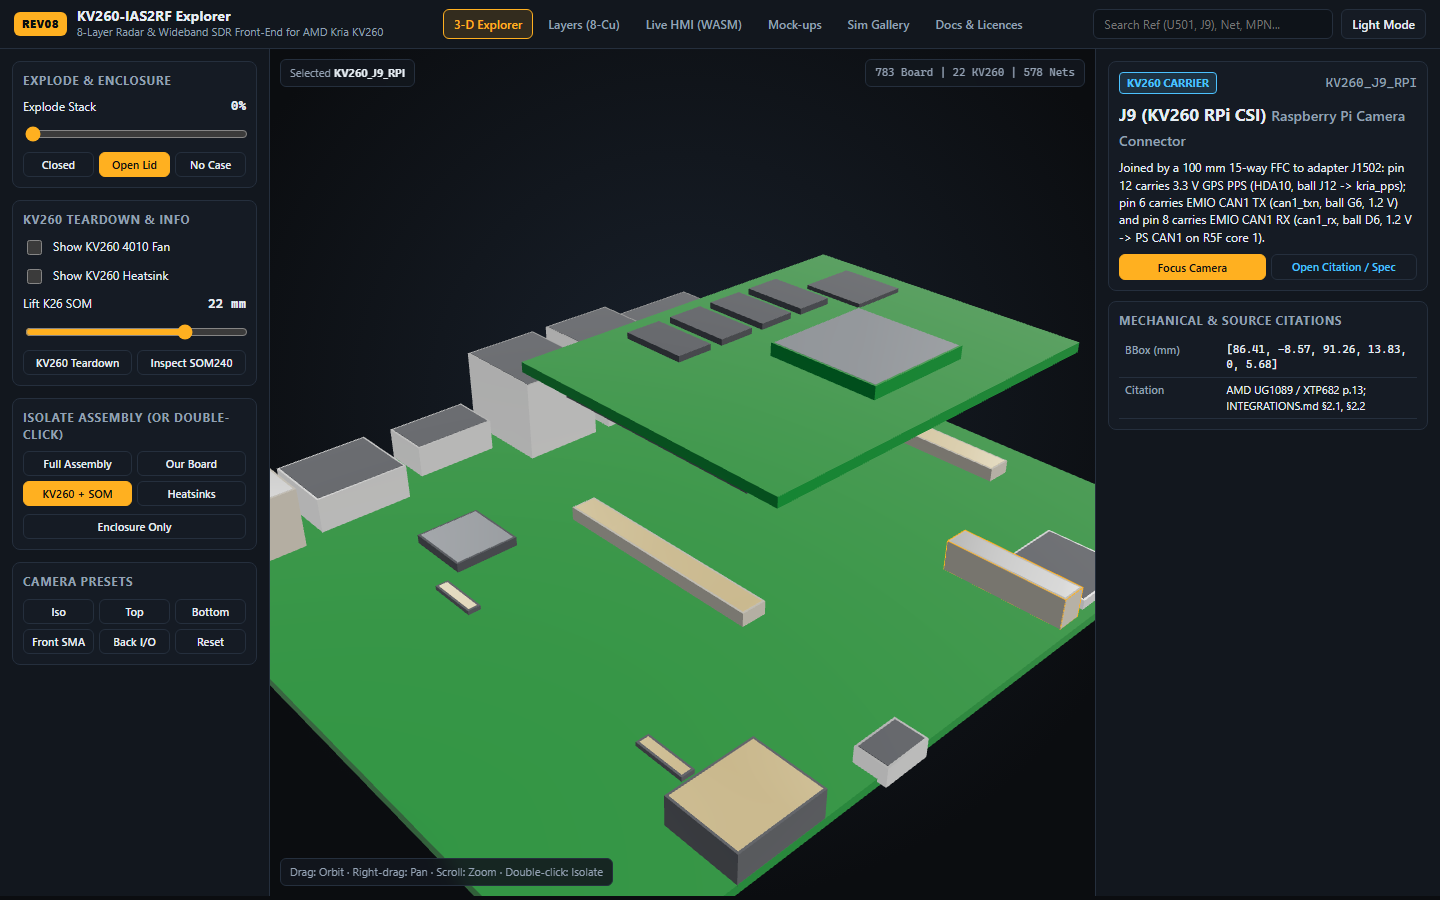 REV08
KV260-IAS2RF Explorer
8-Layer Radar & Wideband SDR Front-End for AMD Kria KV260
3-D Explorer
Layers (8-Cu)
Live HMI (WASM)
Mock-ups
Sim Gallery
Docs & Licences
Search Ref (U501, J9), Net, MPN...
Light Mode
EXPLODE & ENCLOSURE
Explode Stack 0%
Closed
Open Lid
No Case
KV260 TEARDOWN & INFO
Show KV260 4010 Fan
Show KV260 Heatsink
Lift K26 SOM 22 mm
KV260 Teardown
Inspect SOM240
ISOLATE ASSEMBLY (OR DOUBLE-
CLICK)
Full Assembly
Our Board
KV260 + SOM
Heatsinks
Enclosure Only
CAMERA PRESETS
Iso
Top
Bottom
Front SMA
Back I/O
Reset
Selected KV260_J9_RPI
783 Board | 22 KV260 | 578 Nets
Drag: Orbit · Right-drag: Pan · Scroll: Zoom · Double-click: Isolate
KV260 CARRIER
KV260_J9_RPI
J9 (KV260 RPi CSI) Raspberry Pi Camera
Connector
Joined by a 100 mm 15-way FFC to adapter J1502: pin
12 carries 3.3 V GPS PPS (HDA10, ball J12 -> kria_pps);
pin 6 carries EMIO CAN1 TX (can1_txn, ball G6, 1.2 V)
and pin 8 carries EMIO CAN1 RX (can1_rx, ball D6, 1.2 V
-> PS CAN1 on R5F core 1).
Focus Camera
Open Citation / Spec
MECHANICAL & SOURCE CITATIONS
BBox (mm) [86.41, −8.57, 91.26, 13.83,
0, 5.68]
Citation AMD UG1089 / XTP682 p.13;
INTEGRATIONS.md §2.1, §2.2